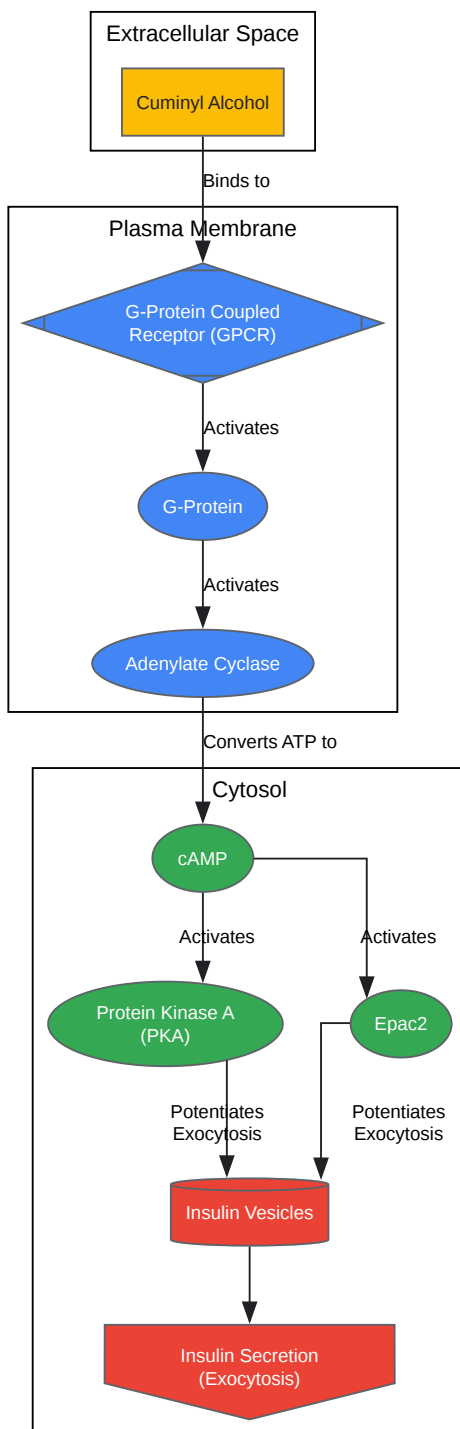 Extracellular Space
Cuminyl Alcohol
Binds to
Plasma Membrane
G-Protein Coupled
Receptor (GPCR)
Activates
G-Protein
Activates
Adenylate Cyclase
Converts ATP to
Cytosol
cAMP
Activates
Activates
Protein Kinase A
(PKA)
Epac2
Potentiates
Exocytosis
Potentiates
Exocytosis
Insulin Vesicles
Insulin Secretion
(Exocytosis)